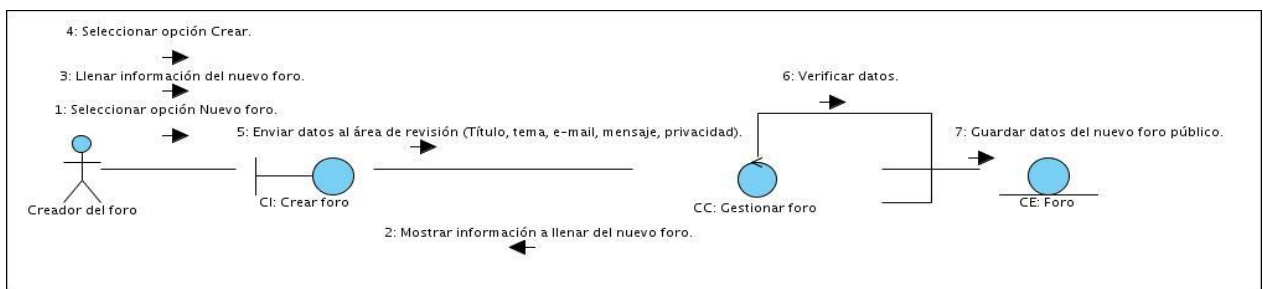 4: Seleccionar opción Crear.
3: Llenar información del nuevo foro.
6: Verificar datos.
1: Seleccionar opción Nuevo foro.
5: Enviar datos al área de revisión (Título, tema, e-mail, mensaje, privacidad).
7: Guardar datos del nuevo foro público.
Creador del foro
CI: Crear foro
CC: Gestionar foro
CE: Foro
2: Mostrar información a llenar del nuevo foro.